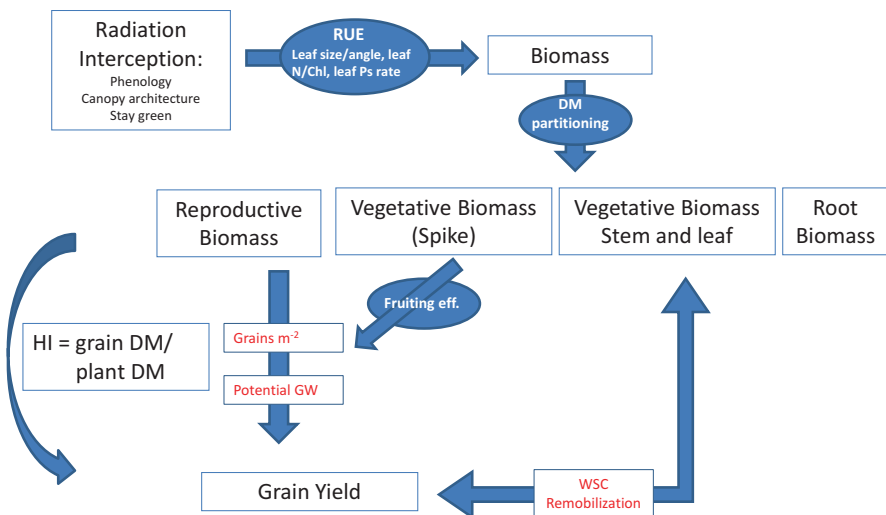 Radiation
Interception:
Phenology
Canopy architecture
Stay green
RUE
Leaf size/angle, leaf
N/Chl, leaf Ps rate
Biomass
DM
partitioning
Reproductive
Biomass
Vegetative Biomass
(Spike)
Vegetative Biomass
Stem and leaf
Root
Biomass
Fruiting eff.
HI = grain DM/
plant DM
Grains m⁻²
Potential GW
Grain Yield
WSC
Remobilization